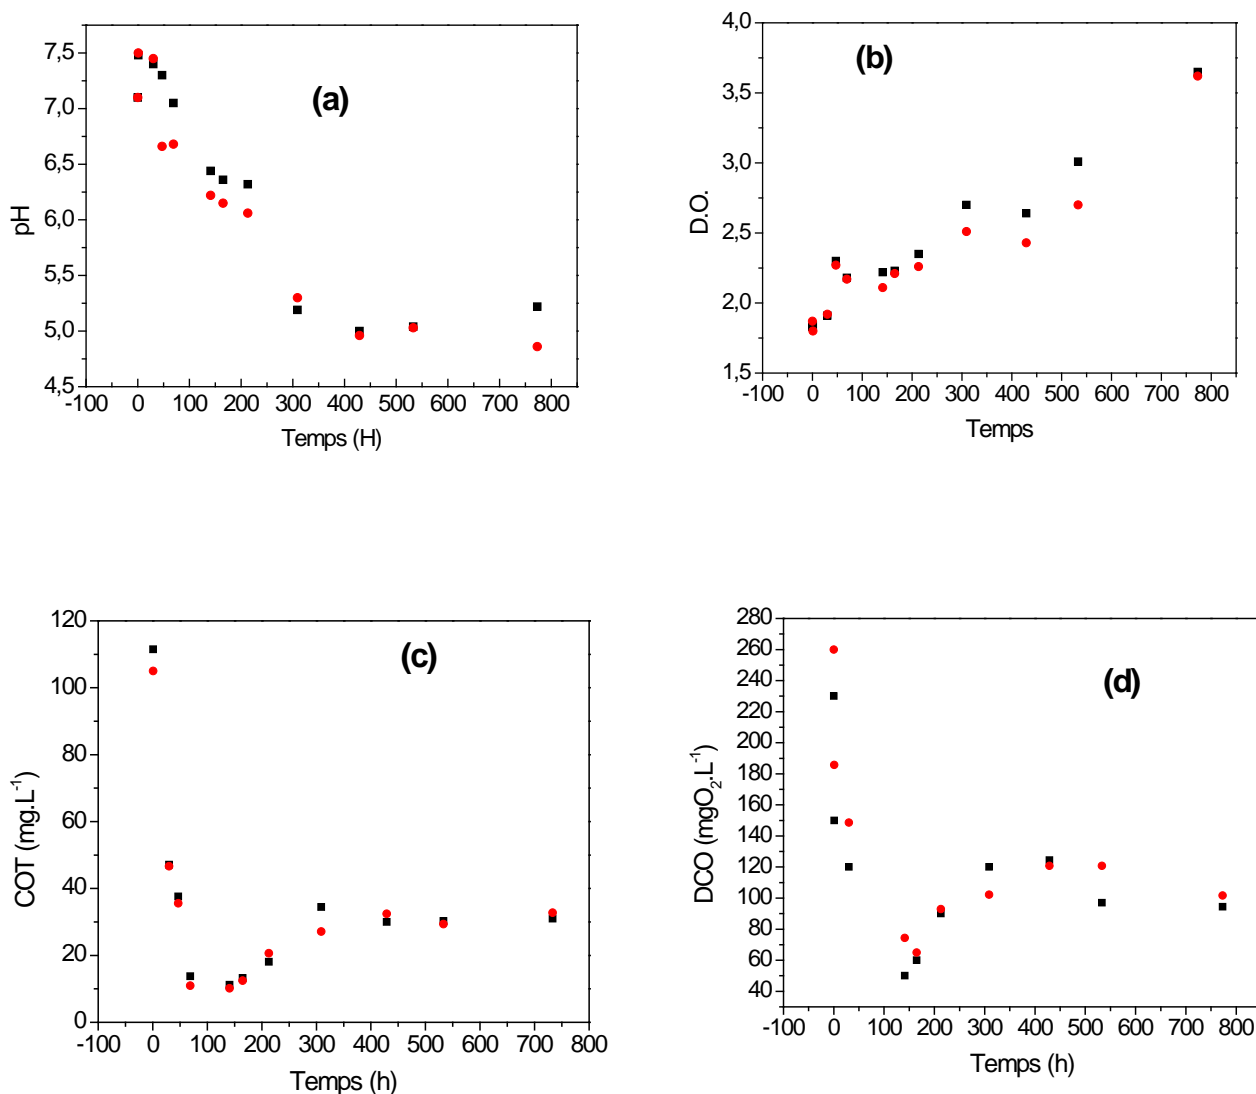 (a)
pH
7,5
7,0
6,5
6,0
5,5
5,0
4,5
-100 0 100 200 300 400 500 600 700 800
Temps (H)
(b)
D.O.
4,0
3,5
3,0
2,5
2,0
1,5
-100 0 100 200 300 400 500 600 700 800
Temps
(c)
COT (mg.L⁻¹)
120
100
80
60
40
20
0
-100 0 100 200 300 400 500 600 700 800
Temps (h)
(d)
DCO (mgO₂.L⁻¹)
280
260
240
220
200
180
160
140
120
100
80
60
40
-100 0 100 200 300 400 500 600 700 800
Temps (h)